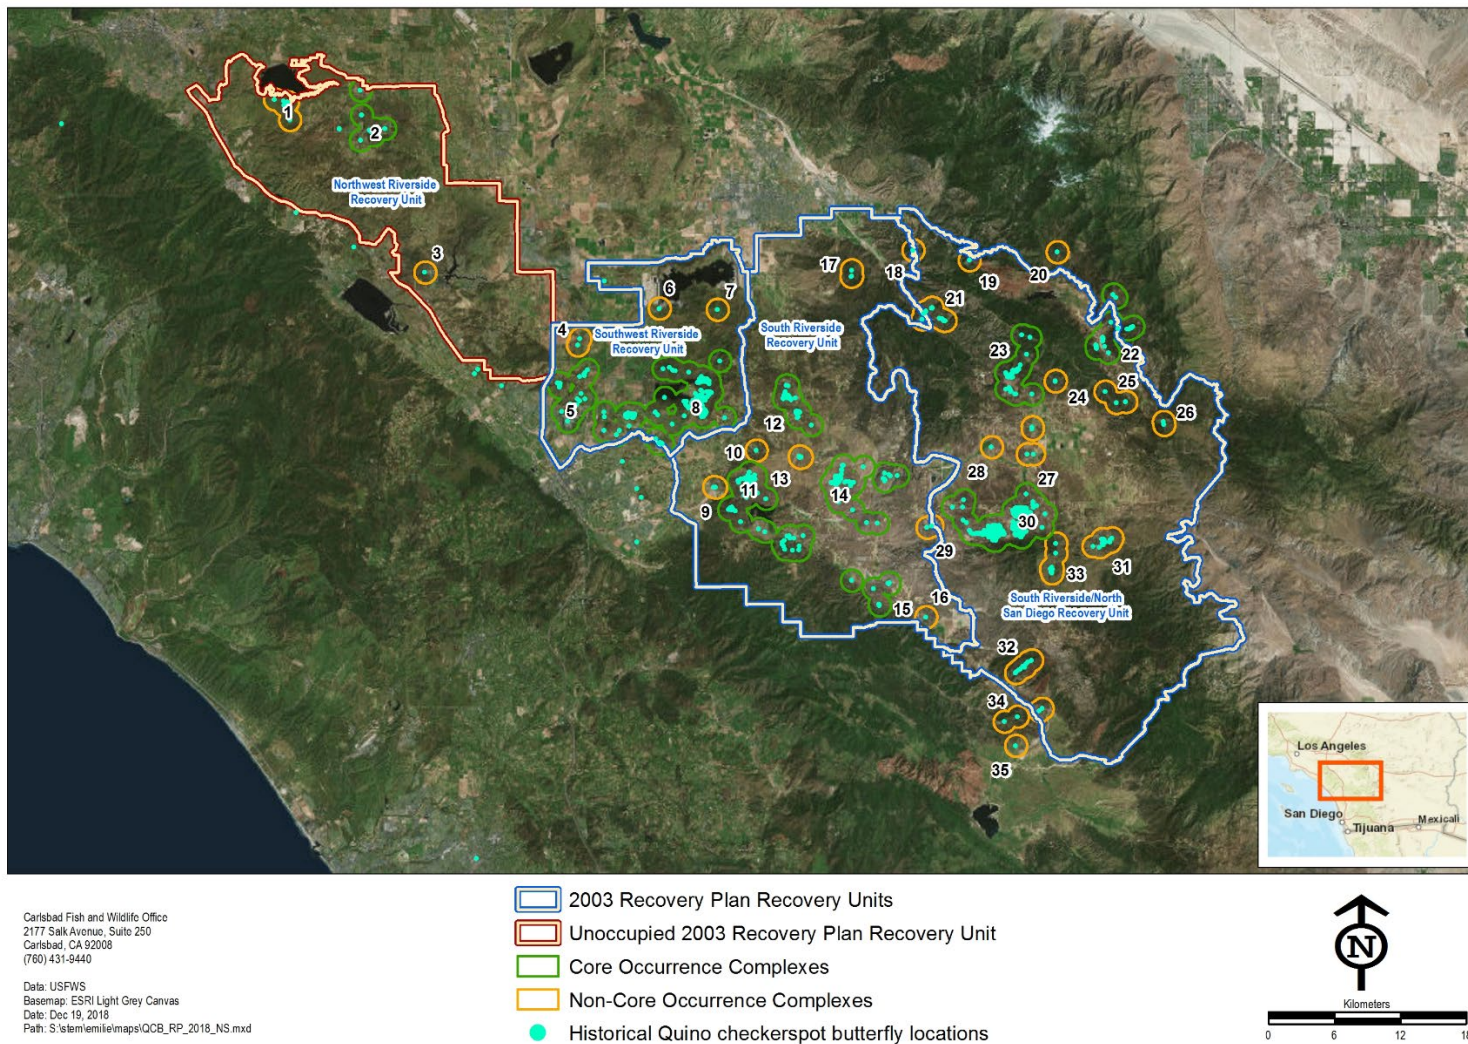 1
2
Northwest Riverside
Recovery Unit
3
17
18
19
20
6
7
21
4
Southwest Riverside
Recovery Unit
South Riverside
Recovery Unit
23
22
24
25
5
8
12
26
10
28
13
11
14
27
9
30
29
31
33
16
15
South Riverside/North
San Diego Recovery Unit
32
34
35
Los Angeles
San Diego
Tijuana
Mexicali
Carlsbad Fish and Wildlife Office
2177 Salk Avenue, Suite 250
Carlsbad, CA 92008
(760) 431-9440
Data: USFWS
Basemap: ESRI Light Grey Canvas
Date: Dec 19, 2018
Path: S:\stem\emilie\maps\QCB_RP_2018_NS.mxd
2003 Recovery Plan Recovery Units
Unoccupied 2003 Recovery Plan Recovery Unit
Core Occurrence Complexes
Non-Core Occurrence Complexes
Historical Quino checkerspot butterfly locations
N
Kilometers
0 6 12 18